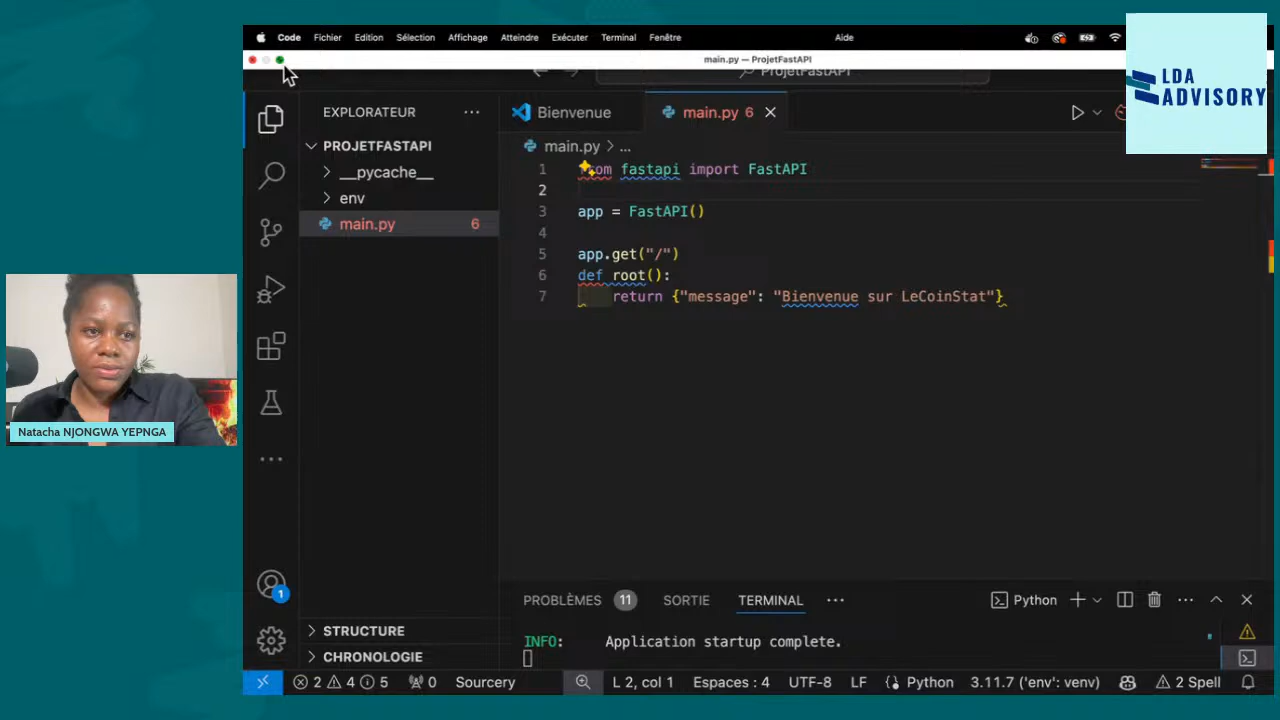 Code Fichier Edition Sélection Affichage Atteindre Exécuter Terminal Fenêtre Aide
main.py — ProjetFastAPI
ProjetFastAPI
LDA
ADVISORY
EXPLORATEUR
Bienvenue
main.py 6
PROJETFASTAPI
main.py > ...
__pycache__
env
main.py 6
1 from fastapi import FastAPI
2
3 app = FastAPI()
4
5 app.get("/")
6 def root():
7 return {"message": "Bienvenue sur LeCoinStat"}
Natacha NJONGWA YEPNGA
1
PROBLÈMES 11 SORTIE TERMINAL ... Python
INFO: Application startup complete.
STRUCTURE
CHRONOLOGIE
2 4 5 0 Sourcery L 2, col 1 Espaces : 4 UTF-8 LF Python 3.11.7 ('env': venv) 2 Spell